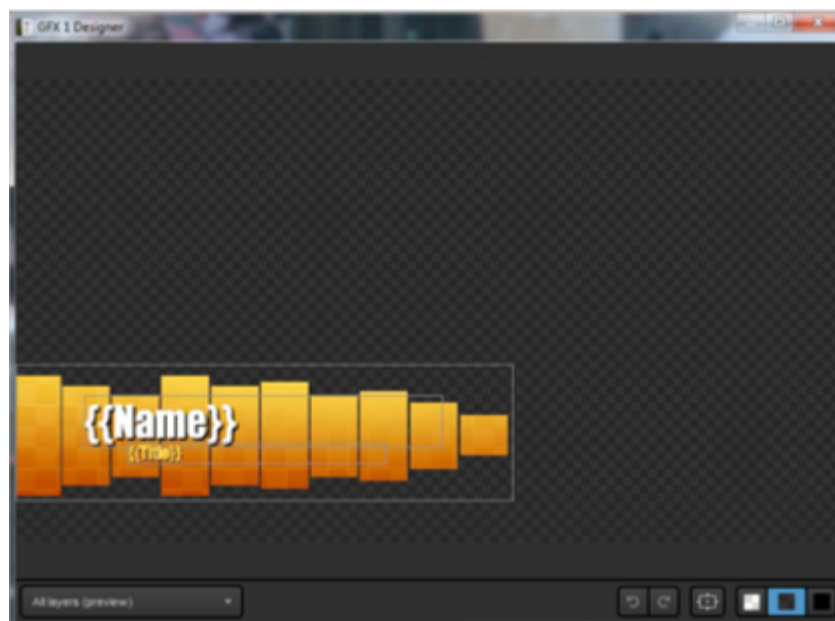 GFX 1 Designer
{{Name}}
{{Title}}
All layers (preview)